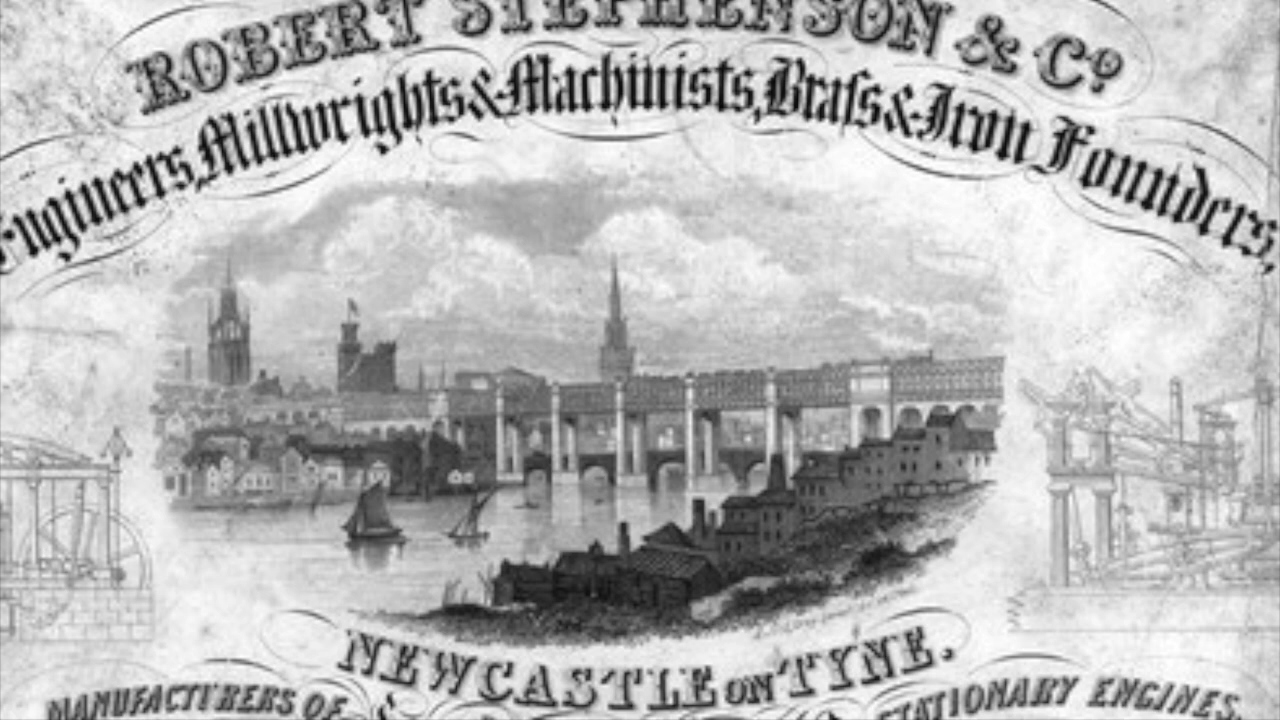 ROBERT STEPHENSON & Co
Engineers, Millwrights & Machinists, Braſs & Iron Founders,
NEWCASTLE ON TYNE.
MANUFACTURERS OF
STATIONARY ENGINES,